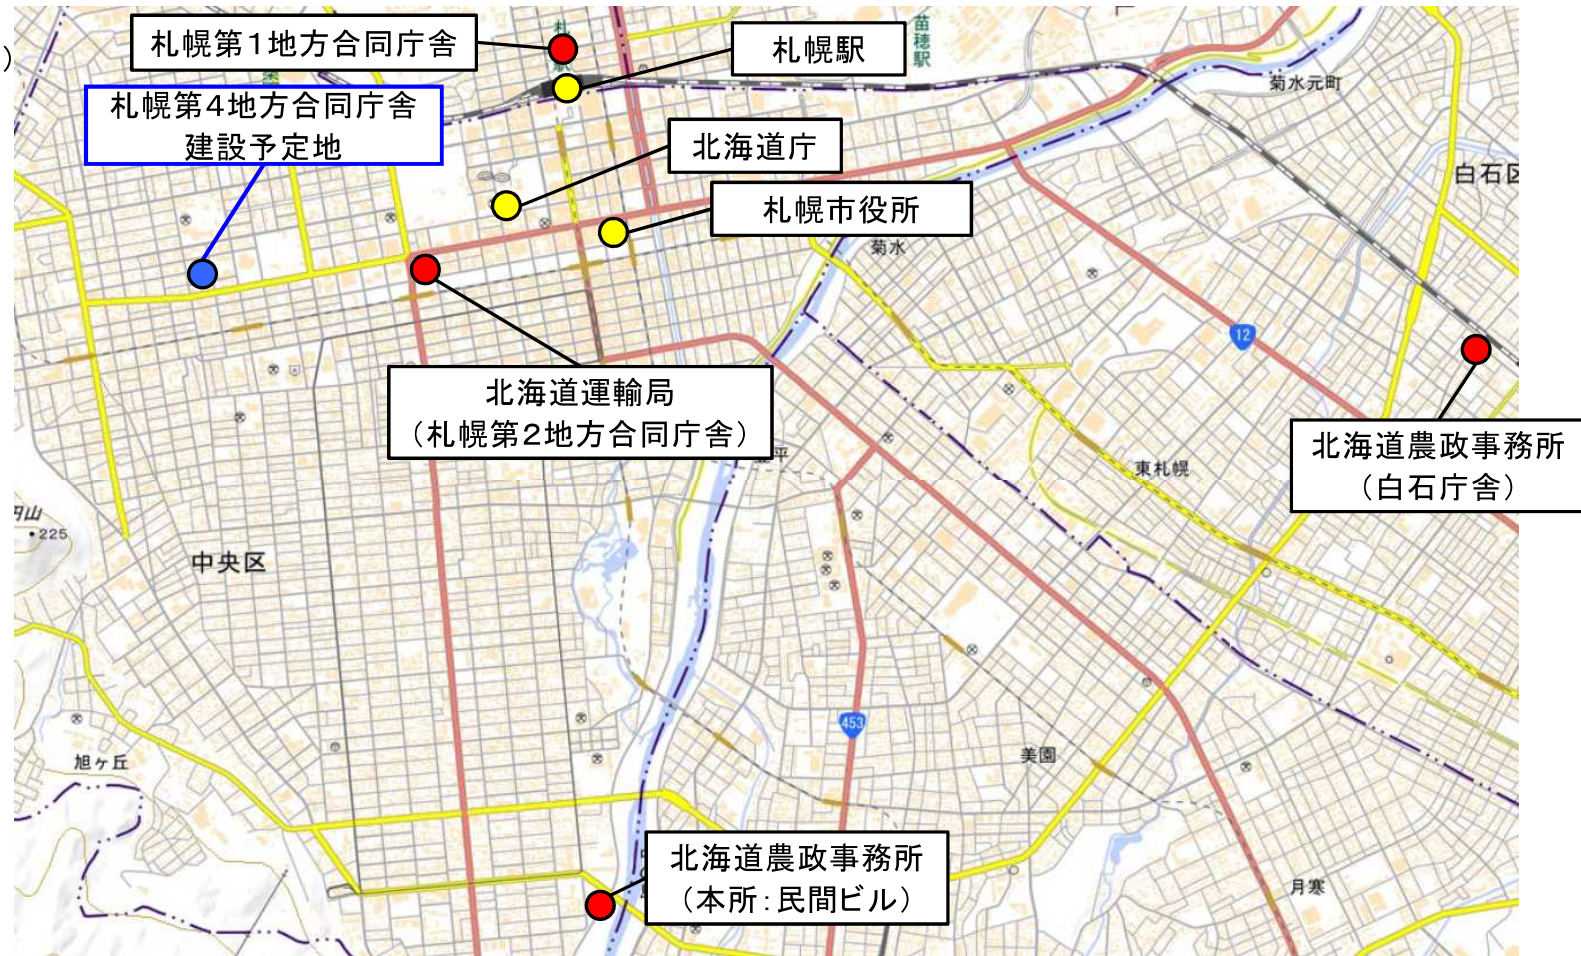 ）
札幌第1地方合同庁舎
札幌駅
札幌第4地方合同庁舎
建設予定地
北海道庁
札幌市役所
苗穂駅
菊水元町
白石区
菊水
12
北海道運輸局
（札幌第2地方合同庁舎）
北海道農政事務所
（白石庁舎）
東札幌
円山
225
中央区
453
美園
旭ヶ丘
北海道農政事務所
（本所：民間ビル）
月寒